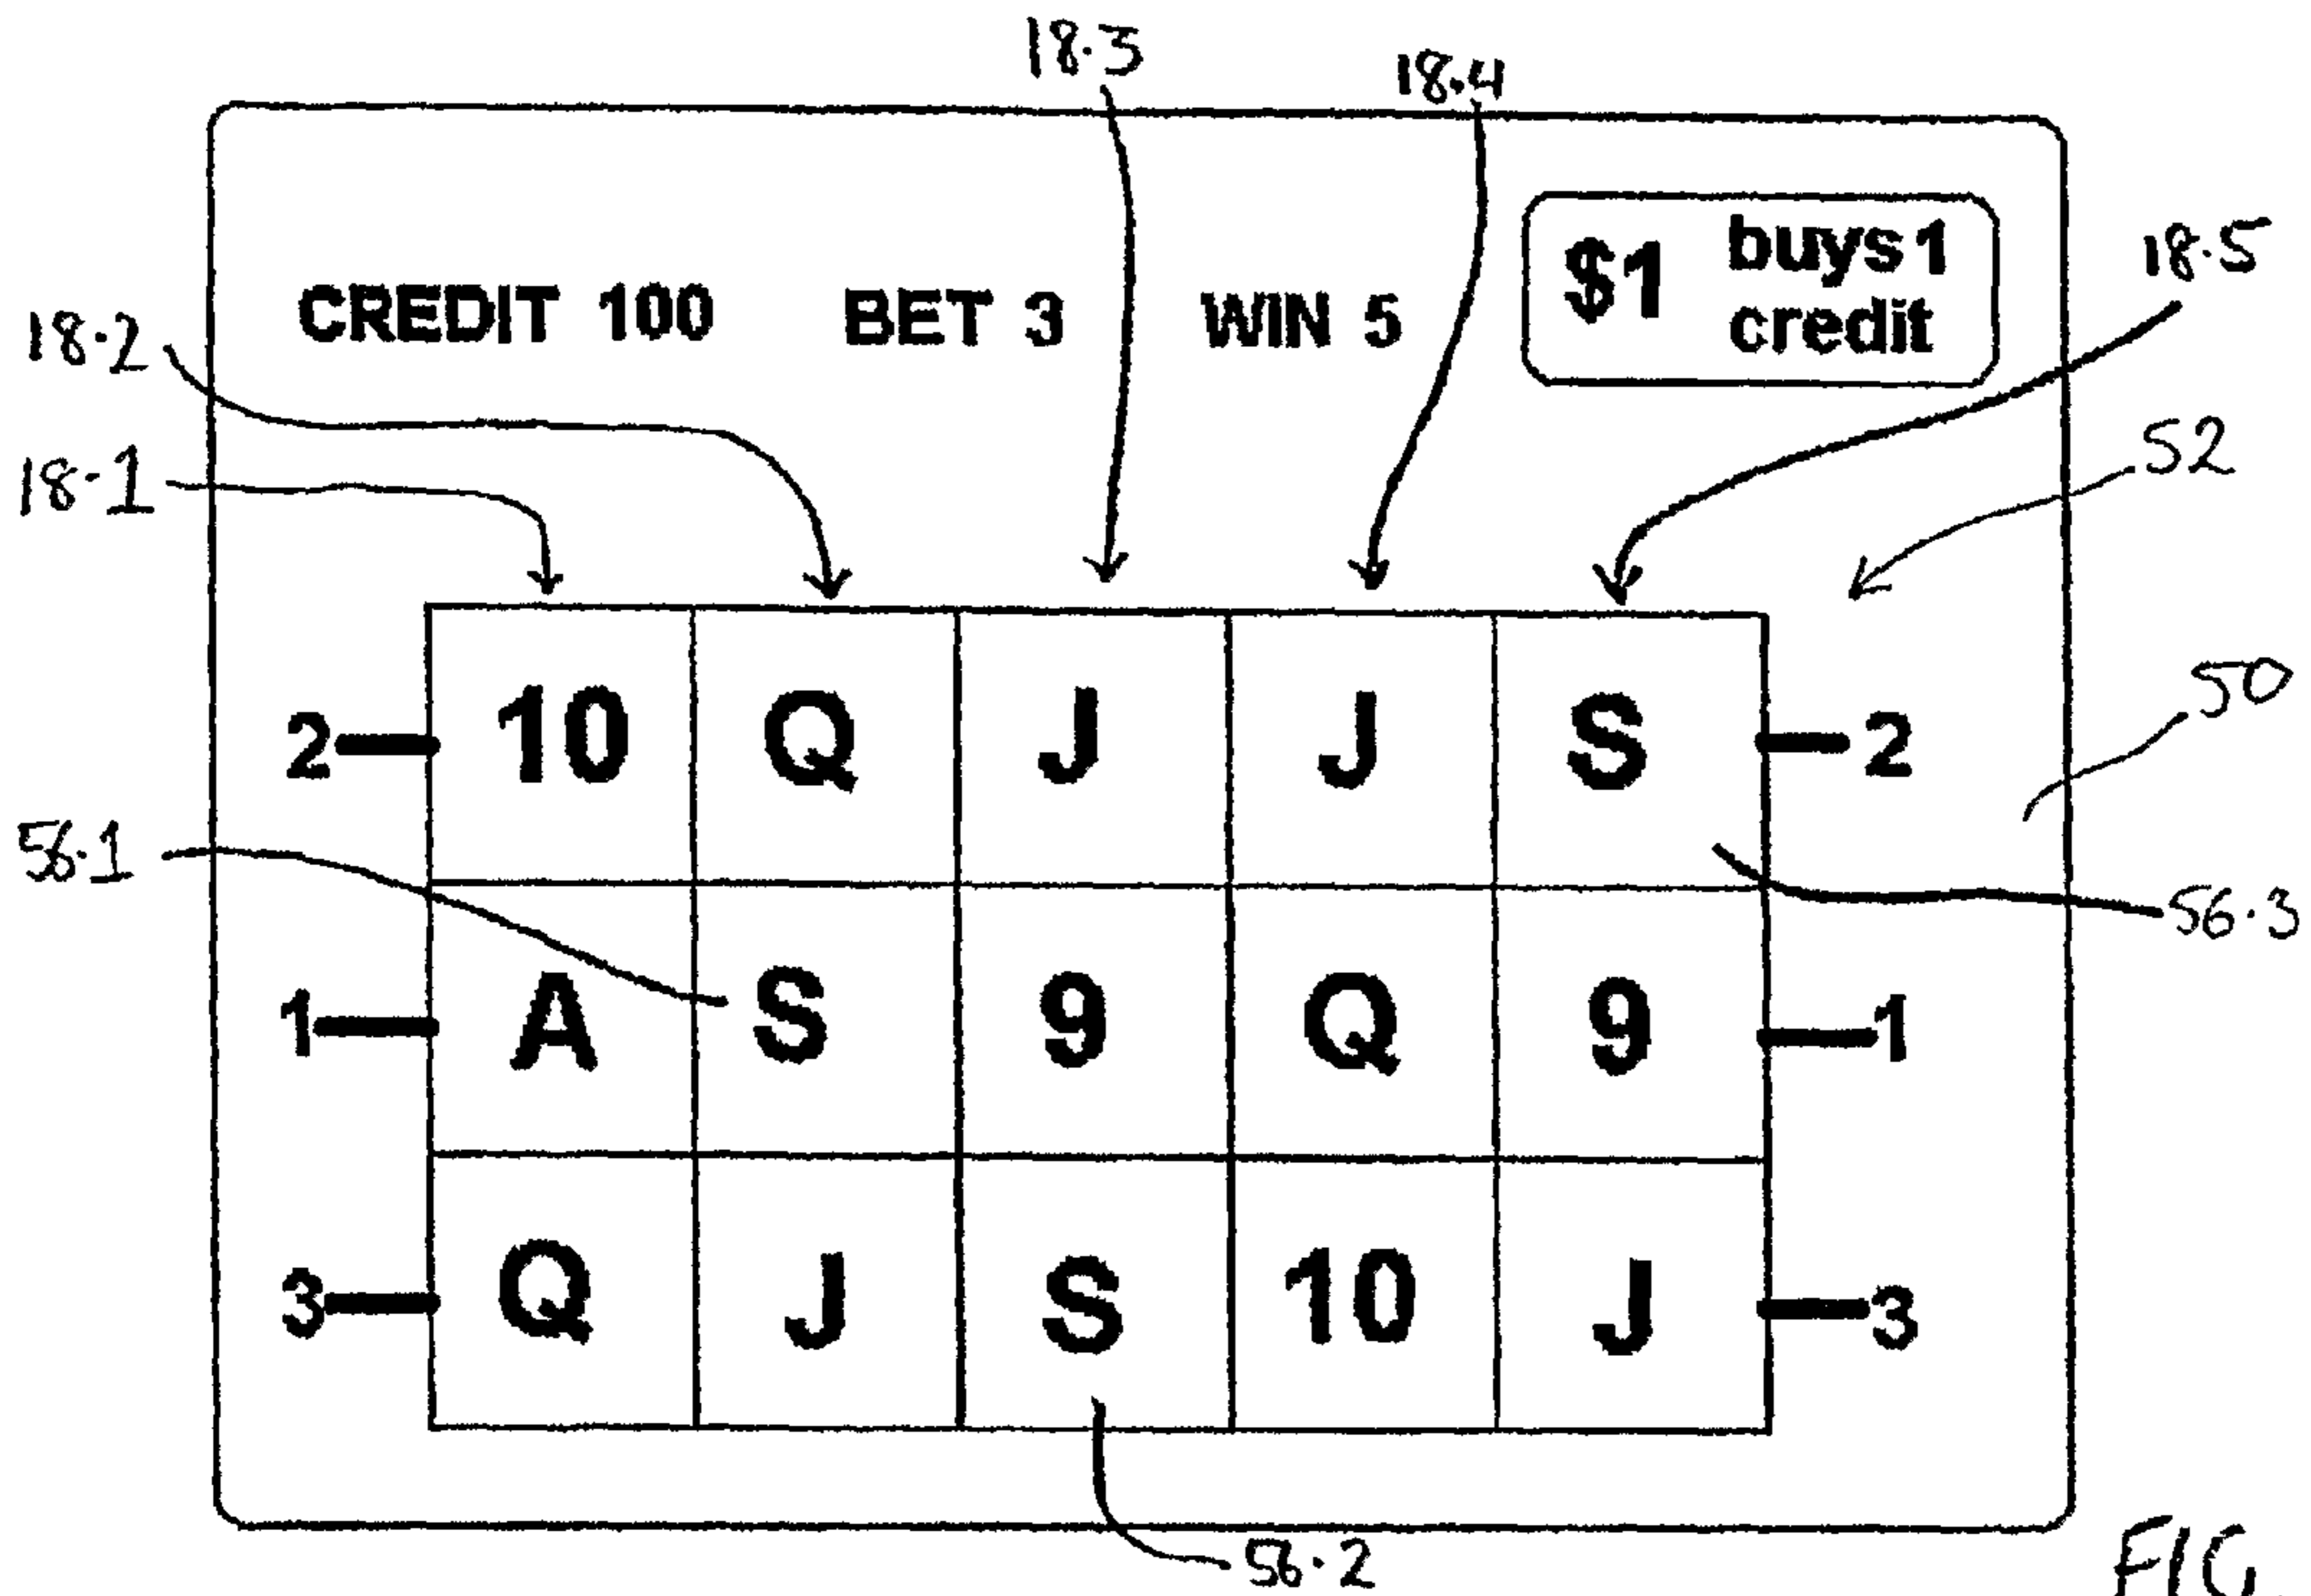 18.3
18.4
$1 buys 1 credit
18.5
CREDIT 100 BET 3 WIN 5
18.2
52
18.1
50
2 10 Q J J S 2
56.1
56.3
1 A S 9 Q 9 1
3 Q J S 10 J 3
56.2
FIG.